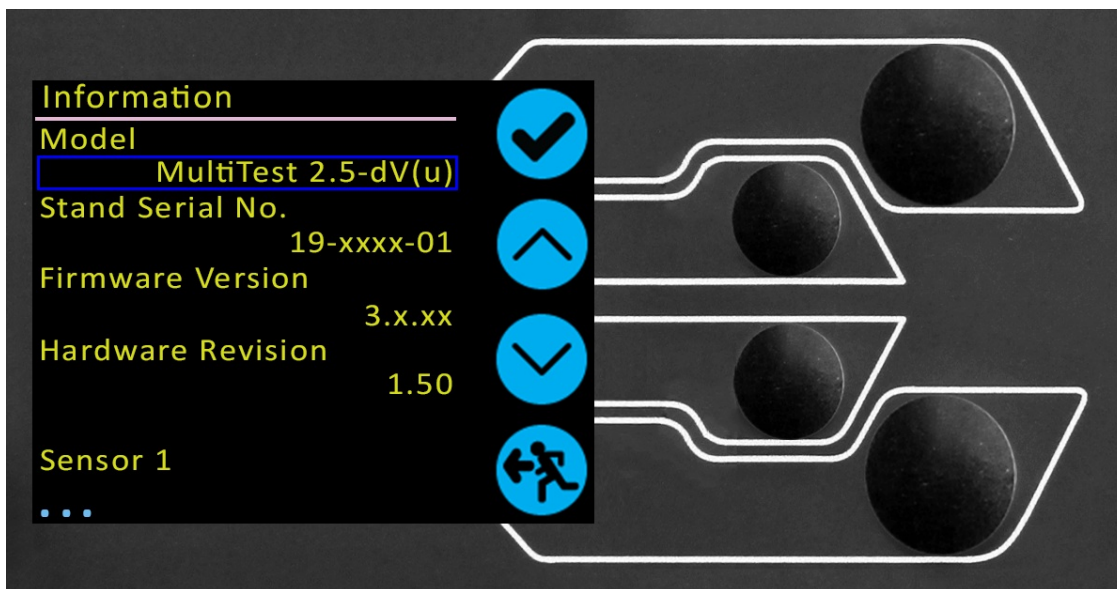 Information
Model
MultiTest 2.5-dV(u)
Stand Serial No.
19-xxxx-01
Firmware Version
3.x.xx
Hardware Revision
1.50
Sensor 1
...